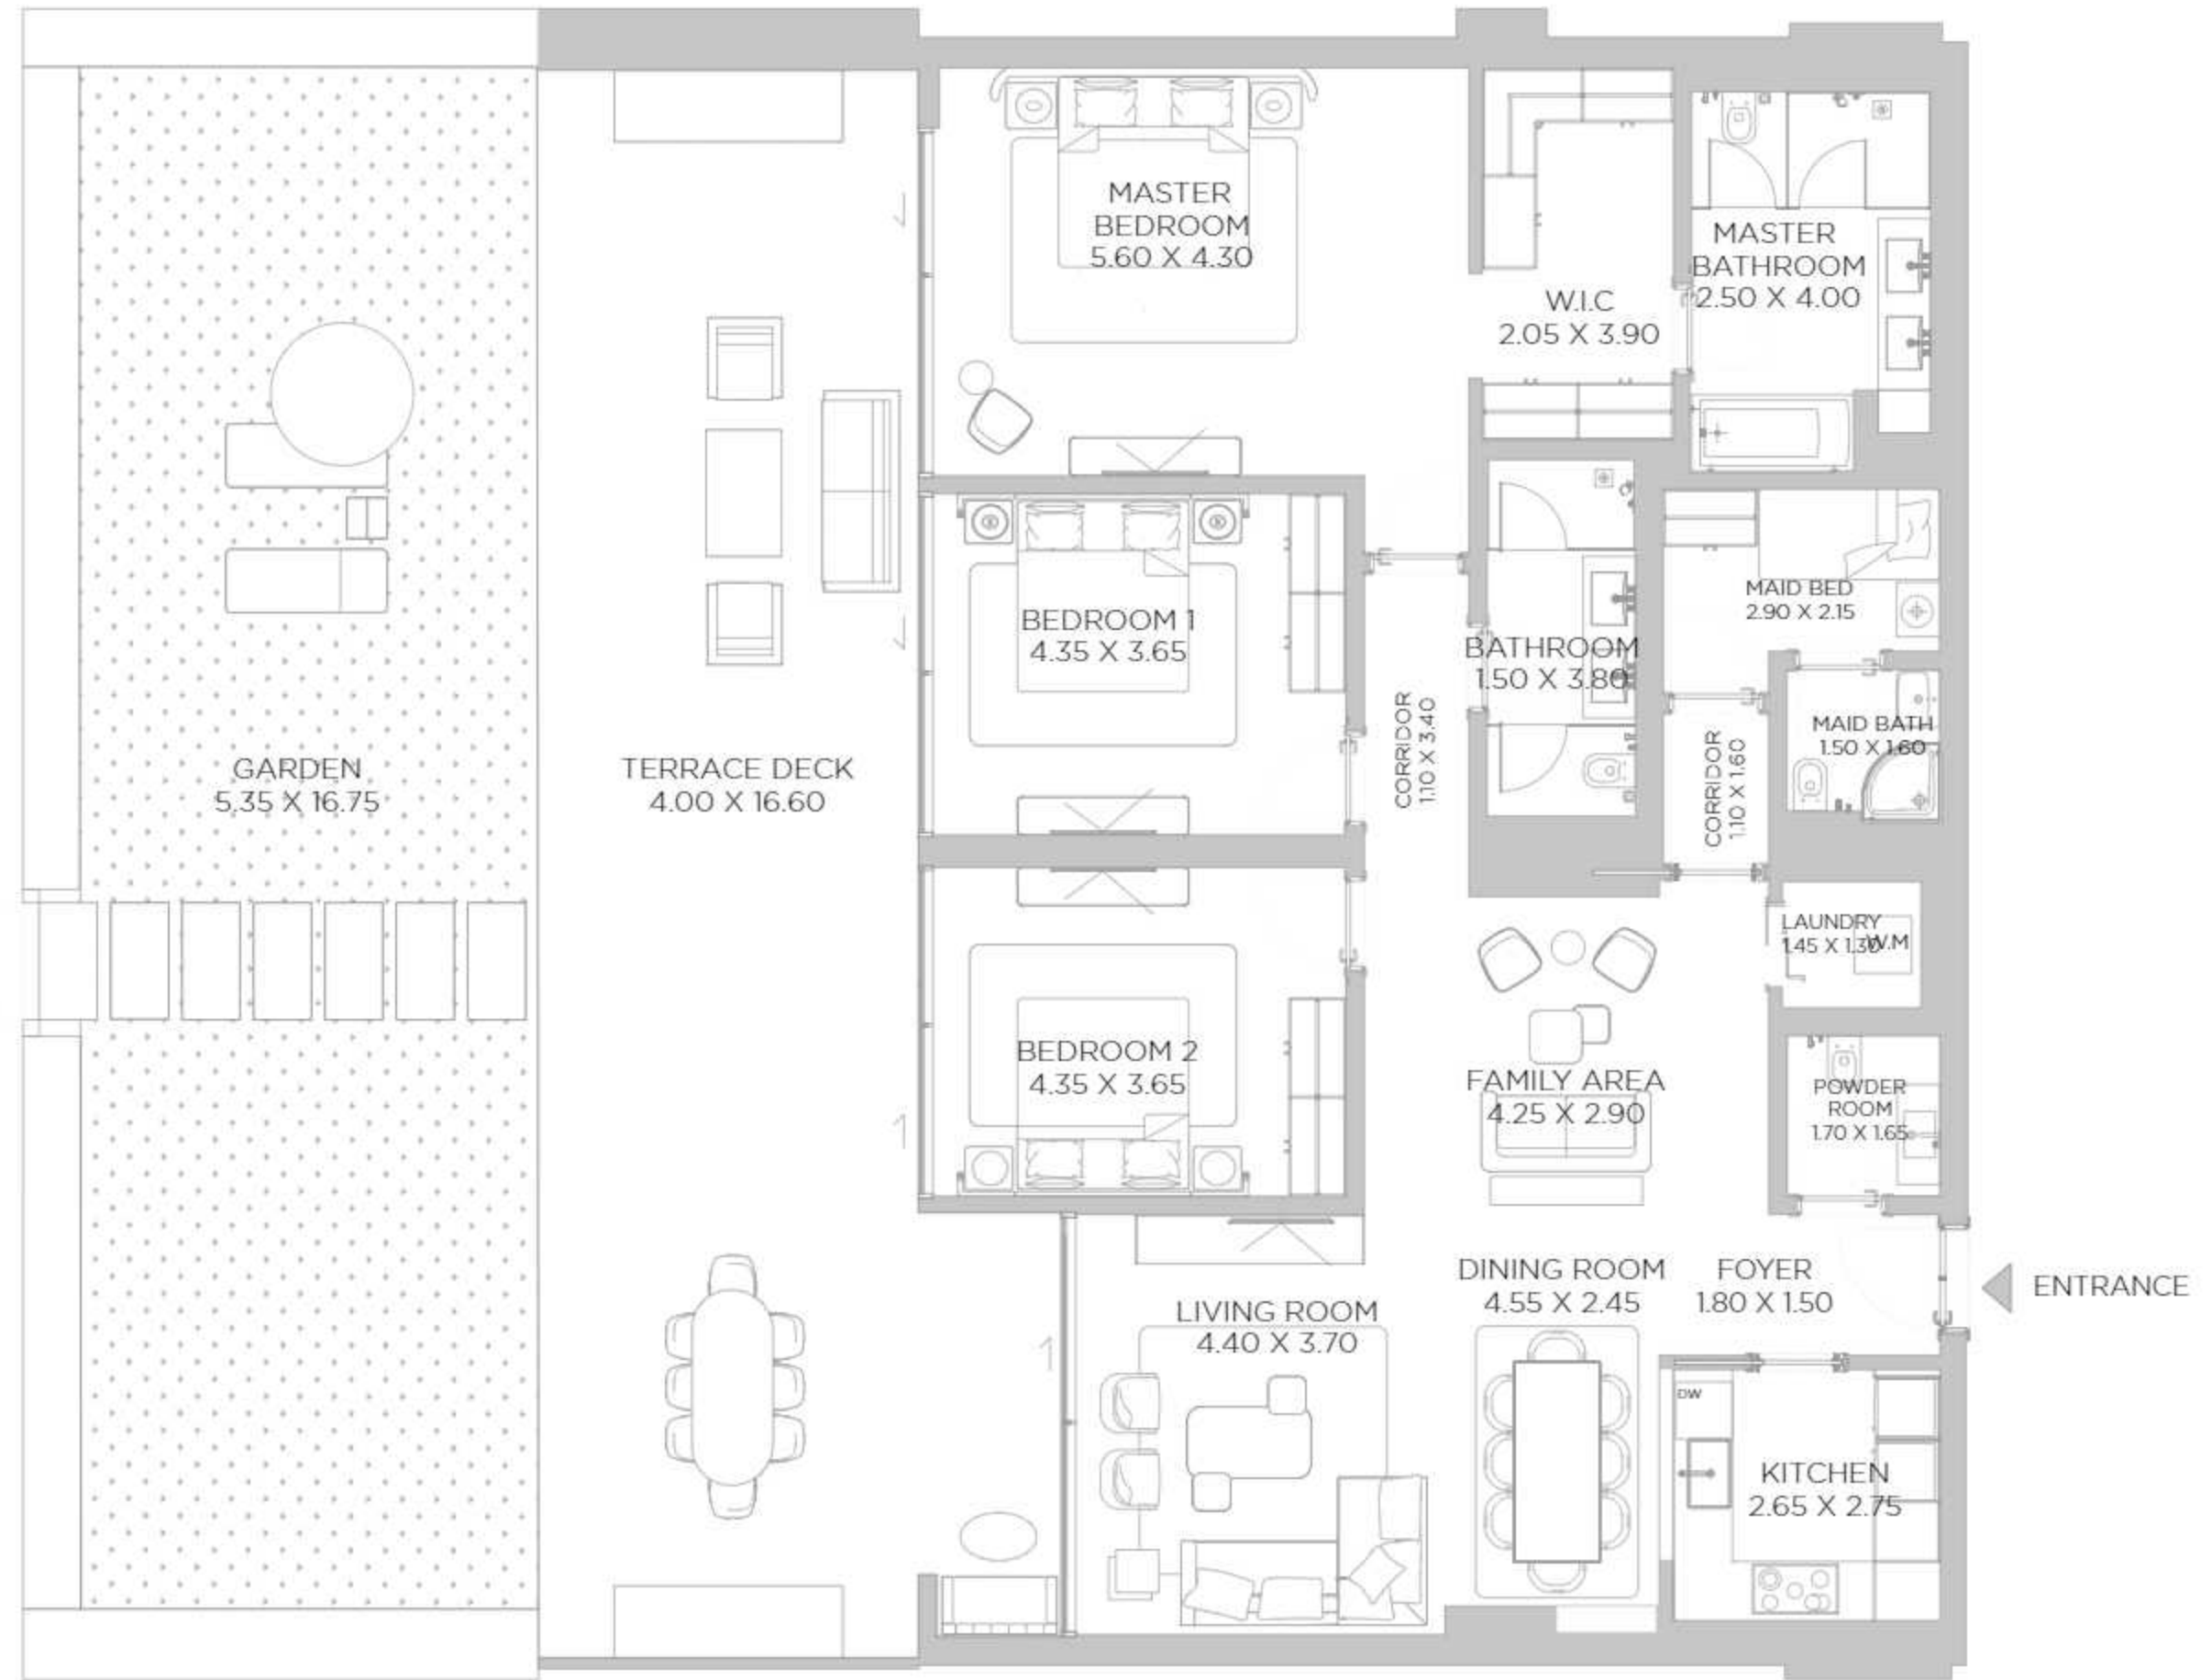 MASTER
BEDROOM
5.60 X 4.30
W.I.C
2.05 X 3.90
MASTER
BATHROOM
2.50 X 4.00
BEDROOM 1
4.35 X 3.65
CORRIDOR
1.10 X 3.40
BATHROOM
1.50 X 3.80
MAID BED
2.90 X 2.15
MAID BATH
1.50 X 1.60
CORRIDOR
1.10 X 1.60
GARDEN
5.35 X 16.75
TERRACE DECK
4.00 X 16.60
LAUNDRY
1.45 X 1.30
W.M
BEDROOM 2
4.35 X 3.65
FAMILY AREA
4.25 X 2.90
POWDER
ROOM
1.70 X 1.65
LIVING ROOM
4.40 X 3.70
DINING ROOM
4.55 X 2.45
FOYER
1.80 X 1.50
ENTRANCE
DW
KITCHEN
2.65 X 2.75